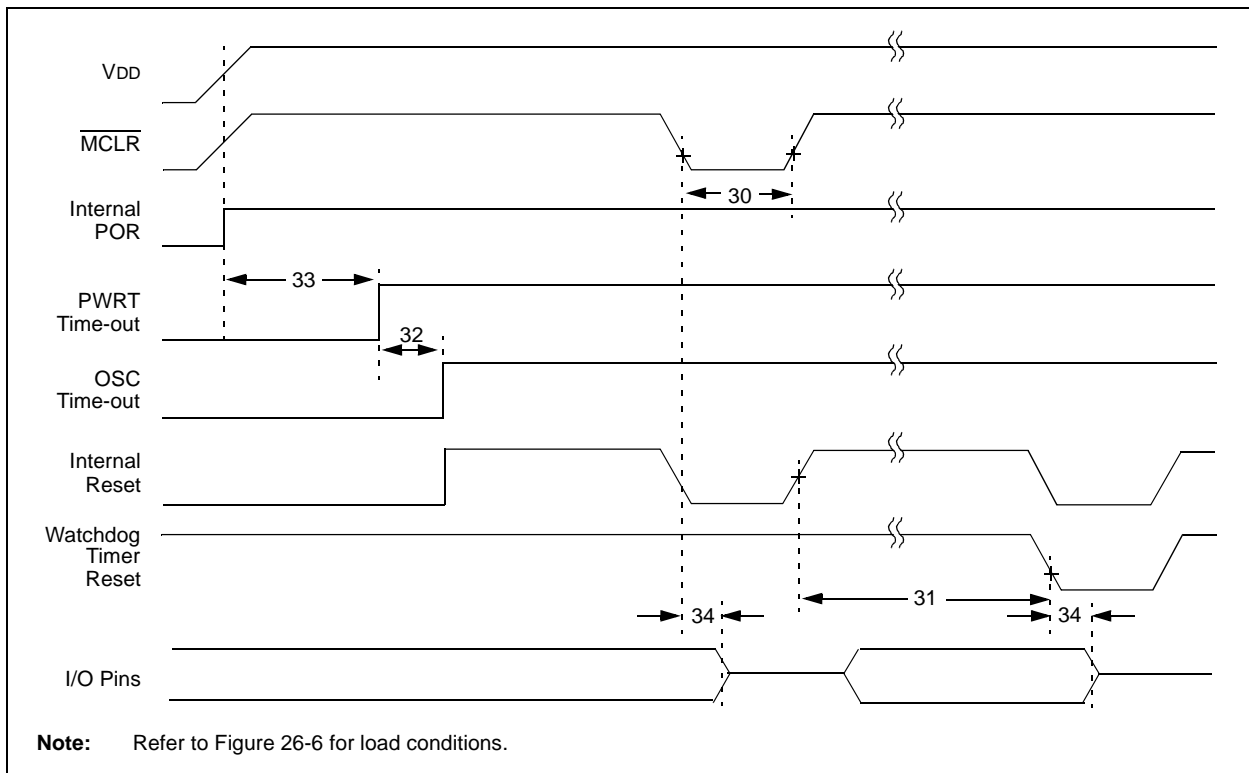 VDD
MCLR
Internal
POR
30
33
PWRT
Time-out
32
OSC
Time-out
Internal
Reset
Watchdog
Timer
Reset
31
34
34
I/O Pins
Note: Refer to Figure 26-6 for load conditions.